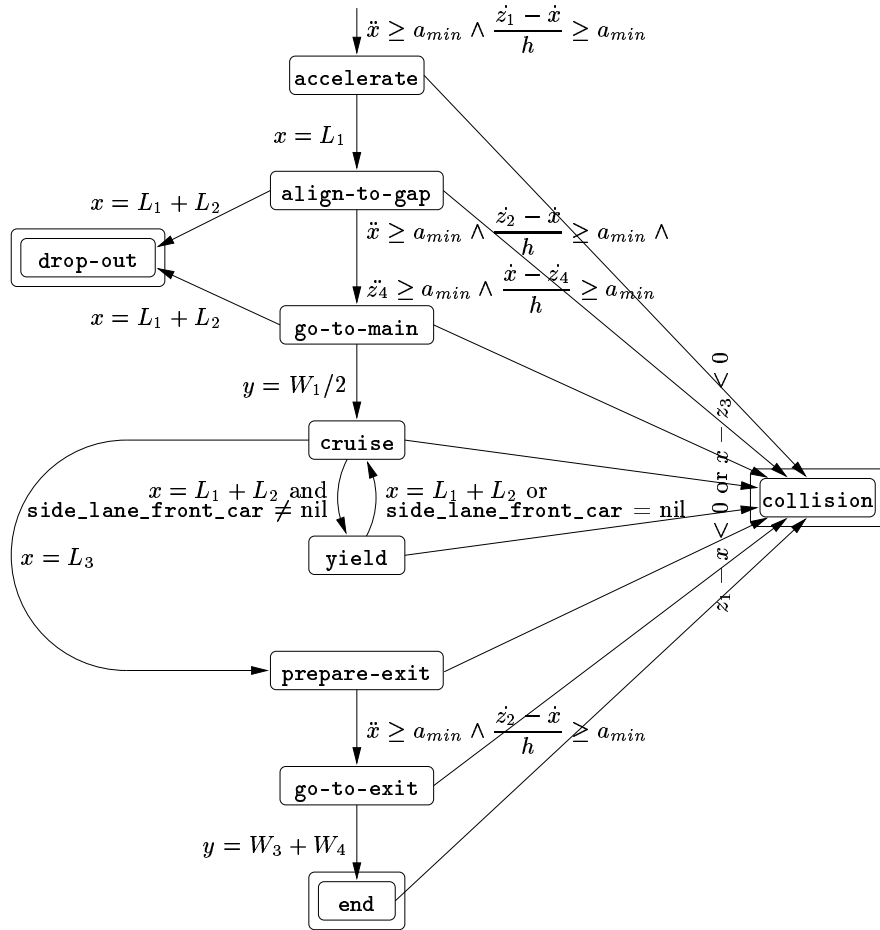 ẍ ≥ a_min ∧ (ż₁ − ẋ)/h ≥ a_min
accelerate
x = L₁
align-to-gap
x = L₁ + L₂
ẍ ≥ a_min ∧ (ż₂ − ẋ)/h ≥ a_min ∧
drop-out
z̈₄ ≥ a_min ∧ (ẋ − ż₄)/h ≥ a_min
x = L₁ + L₂
go-to-main
y = W₁/2
z₁ − x < 0 or x − z₃ < 0
cruise
x = L₁ + L₂ and
side_lane_front_car ≠ nil
x = L₁ + L₂ or
side_lane_front_car = nil
collision
yield
x = L₃
prepare-exit
ẍ ≥ a_min ∧ (ż₂ − ẋ)/h ≥ a_min
go-to-exit
y = W₃ + W₄
end